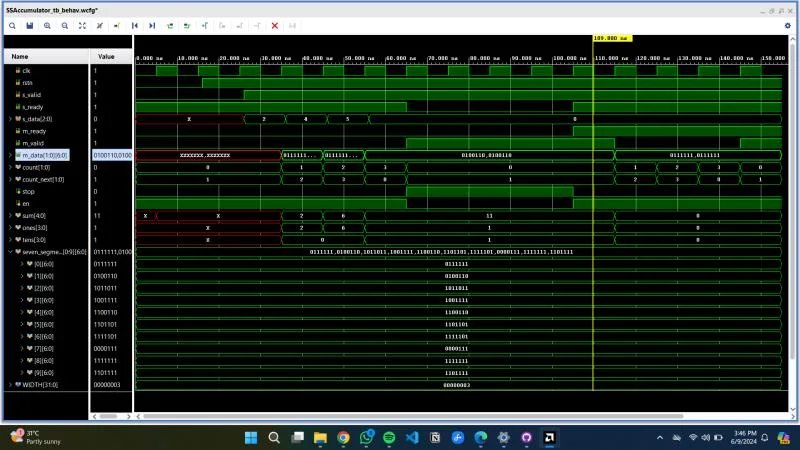 SSAccumulator_tb_behav.wcfg*
109.000 ns
Name Value
0.000 ns 10.000 ns 20.000 ns 30.000 ns 40.000 ns 50.000 ns 60.000 ns 70.000 ns 80.000 ns 90.000 ns 100.000 ns 110.000 ns 120.000 ns 130.000 ns 140.000 ns 150.000
clk 1
rstn 1
s_valid 1
s_ready 1
s_data[2:0] 0 X 2 4 5 0
m_ready 1
m_valid 1
m_data[1:0][6:0] 0100110,0100 XXXXXXX,XXXXXXX 0111111... 0111111... 0100110,0100110 0111111,0111111
count[1:0] 0 0 1 2 3 0 1 2 3 0
count_next[1:0] 1 1 2 3 0 1 2 3 0 1
stop 0
en 1
sum[4:0] 11 X X 2 6 11 0
ones[3:0] 1 X 2 6 1 0
tens[3:0] 1 X 0 1 0
seven_segme...[0:9][6:0] 0111111,0100 0111111,0100110,1011011,1001111,1100110,1101101,1111101,0000111,1111111,1101111
[0][6:0] 0111111 0111111
[1][6:0] 0100110 0100110
[2][6:0] 1011011 1011011
[3][6:0] 1001111 1001111
[4][6:0] 1100110 1100110
[5][6:0] 1101101 1101101
[6][6:0] 1111101 1111101
[7][6:0] 0000111 0000111
[8][6:0] 1111111 1111111
[9][6:0] 1101111 1101111
WIDTH[31:0] 00000003 00000003
31°C
Partly sunny
3:46 PM
6/9/2024